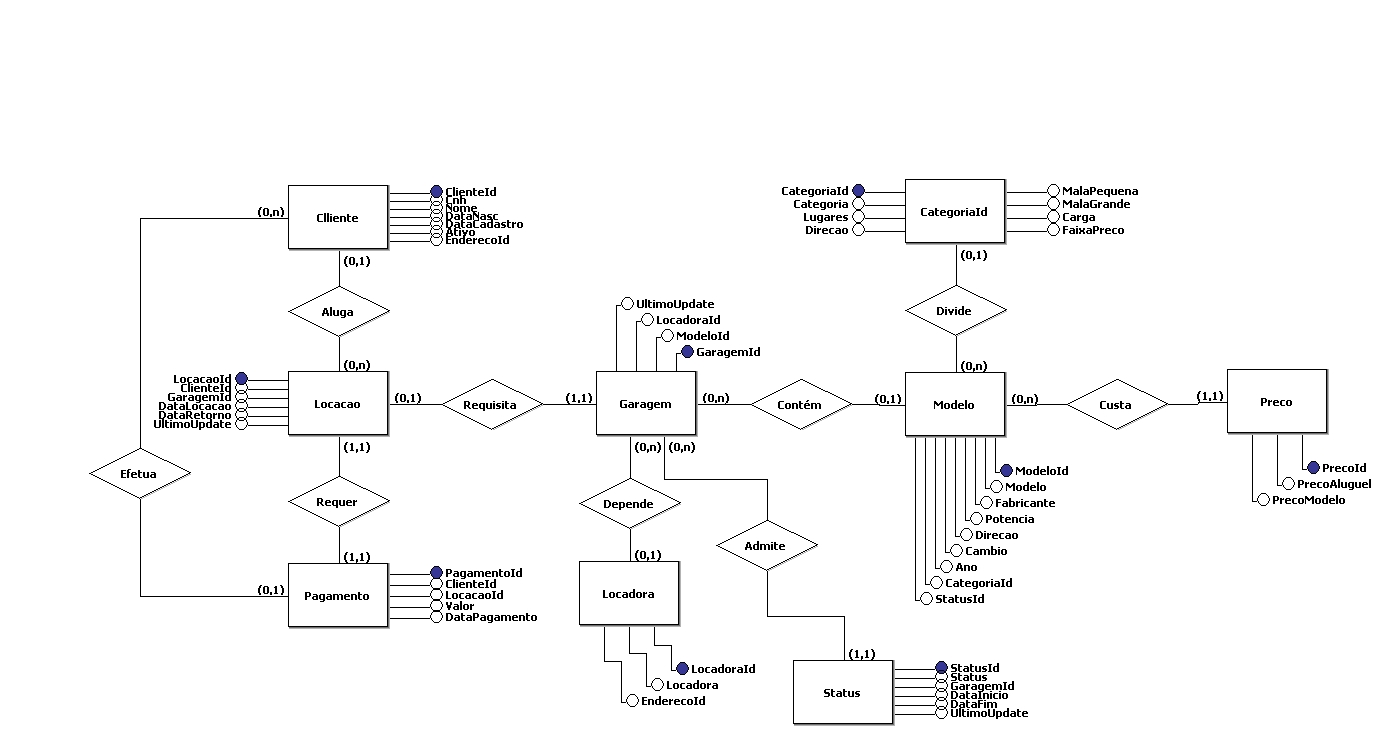 Clliente
(0,n)
ClienteId
Cnh
Nome
DataNasc
DataCadastro
Ativo
EnderecoId
(0,1)
Aluga
(0,n)
LocacaoId
ClienteId
GaragemId
DataLocacao
DataRetorno
UltimoUpdate
Locacao
(0,1)
Requisita
(1,1)
(1,1)
Requer
(1,1)
Efetua
(0,1)
Pagamento
PagamentoId
ClienteId
LocacaoId
Valor
DataPagamento
UltimoUpdate
LocadoraId
ModeloId
GaragemId
Garagem
(0,n)
Contém
(0,1)
(0,n)
(0,n)
Depende
(0,1)
Locadora
LocadoraId
Locadora
EnderecoId
Admite
(1,1)
Status
StatusId
Status
GaragemId
DataInicio
DataFim
UltimoUpdate
CategoriaId
Categoria
Lugares
Direcao
CategoriaId
MalaPequena
MalaGrande
Carga
FaixaPreco
(0,1)
Divide
(0,n)
Modelo
(0,n)
Custa
(1,1)
Preco
ModeloId
Modelo
Fabricante
Potencia
Direcao
Cambio
Ano
CategoriaId
StatusId
PrecoId
PrecoAluguel
PrecoModelo